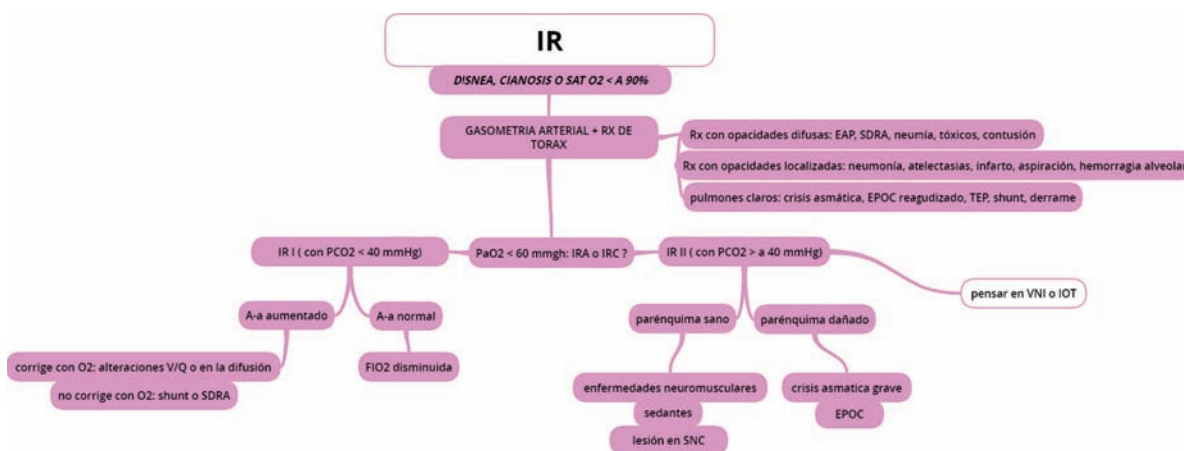 IR
DISNEA, CIANOSIS O SAT O2 < A 90%
GASOMETRIA ARTERIAL + RX DE
TORAX
Rx con opacidades difusas: EAP, SDRA, neumía, tóxicos, contusión
Rx con opacidades localizadas: neumonía, atelectasias, infarto, aspiración, hemorragia alveolar
pulmones claros: crisis asmática, EPOC reagudizado, TEP, shunt, derrame
IR I ( con PCO2 < 40 mmHg)
PaO2 < 60 mmgh: IRA o IRC ?
IR II ( con PCO2 > a 40 mmHg)
pensar en VNI o IOT
A-a aumentado
A-a normal
parénquima sano
parénquima dañado
corrige con O2: alteraciones V/Q o en la difusión
no corrige con O2: shunt o SDRA
FIO2 disminuida
enfermedades neuromusculares
sedantes
lesión en SNC
crisis asmatica grave
EPOC